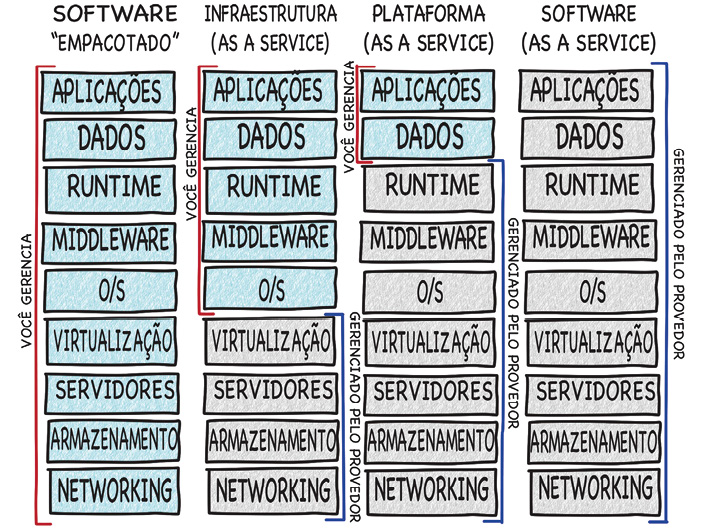 SOFTWARE
"EMPACOTADO"
VOCÊ GERENCIA
APLICAÇÕES
DADOS
RUNTIME
MIDDLEWARE
O/S
VIRTUALIZAÇÃO
SERVIDORES
ARMAZENAMENTO
NETWORKING
INFRAESTRUTURA
(AS A SERVICE)
VOCÊ GERENCIA
APLICAÇÕES
DADOS
RUNTIME
MIDDLEWARE
O/S
VIRTUALIZAÇÃO
SERVIDORES
ARMAZENAMENTO
NETWORKING
GERENCIADO PELO PROVEDOR
PLATAFORMA
(AS A SERVICE)
VOCÊ GERENCIA
APLICAÇÕES
DADOS
RUNTIME
MIDDLEWARE
O/S
VIRTUALIZAÇÃO
SERVIDORES
ARMAZENAMENTO
NETWORKING
GERENCIADO PELO PROVEDOR
SOFTWARE
(AS A SERVICE)
APLICAÇÕES
DADOS
RUNTIME
MIDDLEWARE
O/S
VIRTUALIZAÇÃO
SERVIDORES
ARMAZENAMENTO
NETWORKING
GERENCIADO PELO PROVEDOR